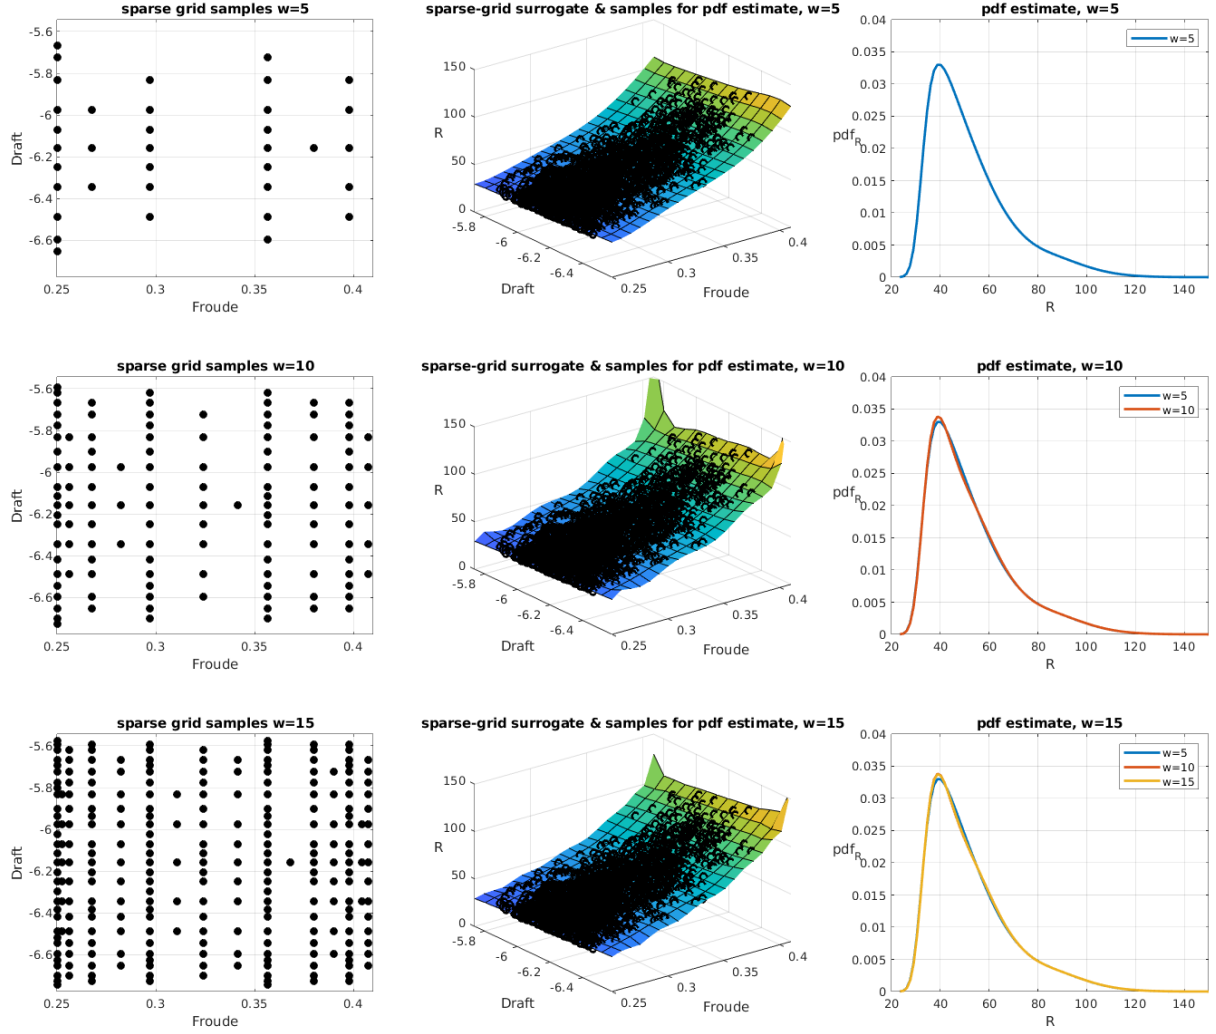 sparse grid samples w=5
-5.6
-5.8
-6
-6.2
-6.4
-6.6
Draft
0.25 0.3 0.35 0.4
Froude
sparse-grid surrogate & samples for pdf estimate, w=5
150
100
R
50
0
-5.8
-6
-6.2
-6.4
Draft
0.25
0.3
0.35
0.4
Froude
pdf estimate, w=5
0.04
0.035
0.03
0.025
pdf_R
0.02
0.015
0.01
0.005
0
20 40 60 80 100 120 140
R
w=5
sparse grid samples w=10
-5.6
-5.8
-6
-6.2
-6.4
-6.6
Draft
0.25 0.3 0.35 0.4
Froude
sparse-grid surrogate & samples for pdf estimate, w=10
150
100
R
50
0
-5.8
-6
-6.2
-6.4
Draft
0.25
0.3
0.35
0.4
Froude
pdf estimate, w=10
0.04
0.035
0.03
0.025
pdf_R
0.02
0.015
0.01
0.005
0
20 40 60 80 100 120 140
R
w=5
w=10
sparse grid samples w=15
-5.6
-5.8
-6
-6.2
-6.4
-6.6
Draft
0.25 0.3 0.35 0.4
Froude
sparse-grid surrogate & samples for pdf estimate, w=15
150
100
R
50
0
-5.8
-6
-6.2
-6.4
Draft
0.25
0.3
0.35
0.4
Froude
pdf estimate, w=15
0.04
0.035
0.03
0.025
pdf_R
0.02
0.015
0.01
0.005
0
20 40 60 80 100 120 140
R
w=5
w=10
w=15